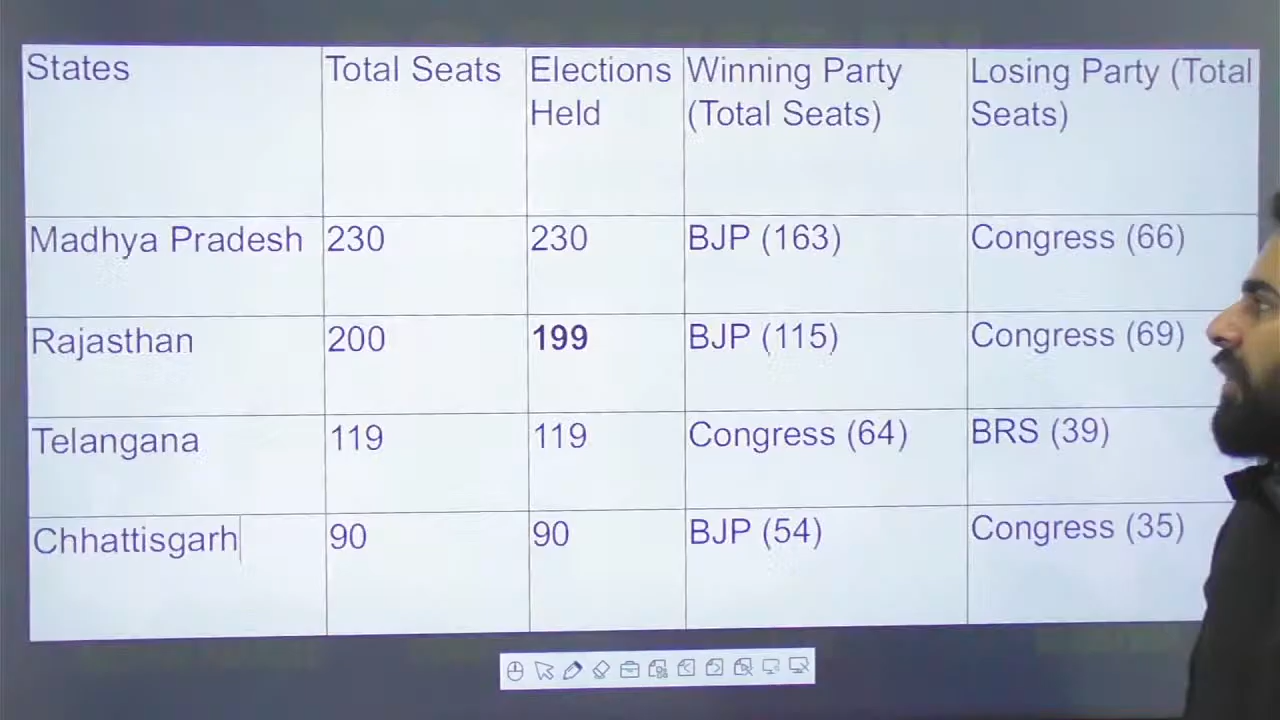 States
Total Seats
Elections
Held
Winning Party
(Total Seats)
Losing Party (Total
Seats)
Madhya Pradesh
230
230
BJP (163)
Congress (66)
Rajasthan
200
199
BJP (115)
Congress (69)
Telangana
119
119
Congress (64)
BRS (39)
Chhattisgarh
90
90
BJP (54)
Congress (35)